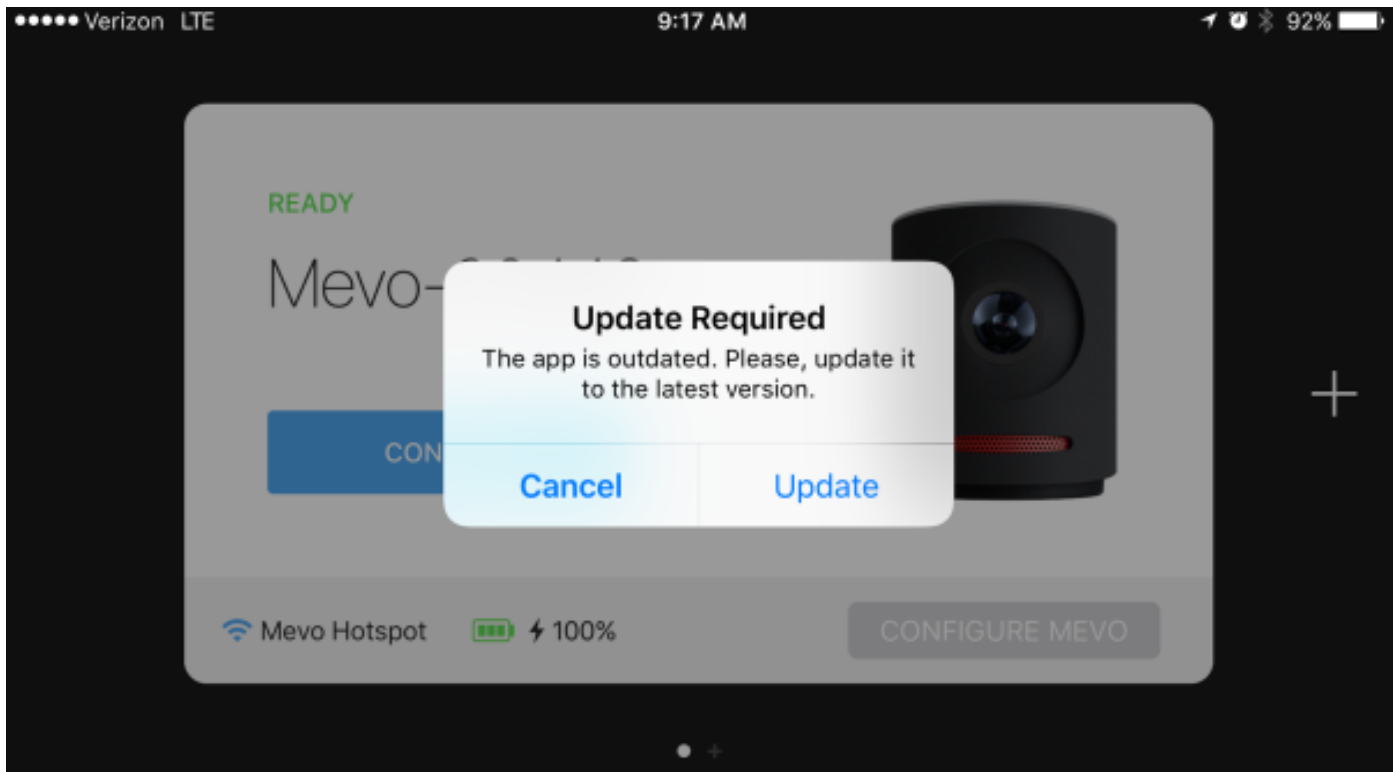 Verizon LTE 9:17 AM 92%
READY
Mevo-
Update Required
The app is outdated. Please, update it
to the latest version.
CON
Cancel Update
Mevo Hotspot 100% CONFIGURE MEVO